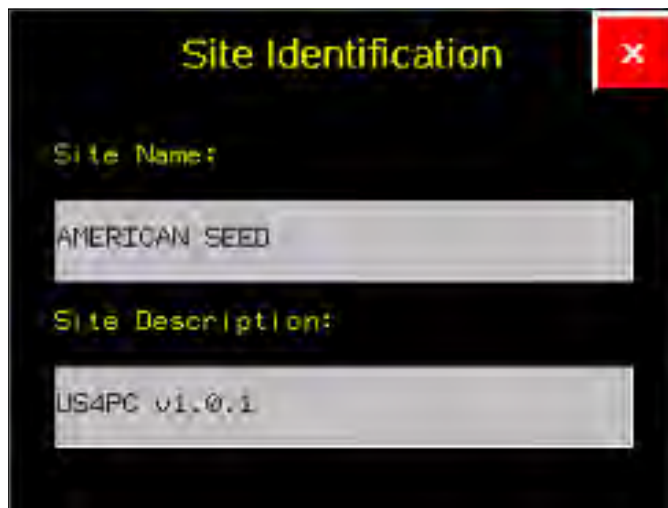 Site Identification
X
Site Name:
AMERICAN SEED
Site Description:
US4PC v1.0.1